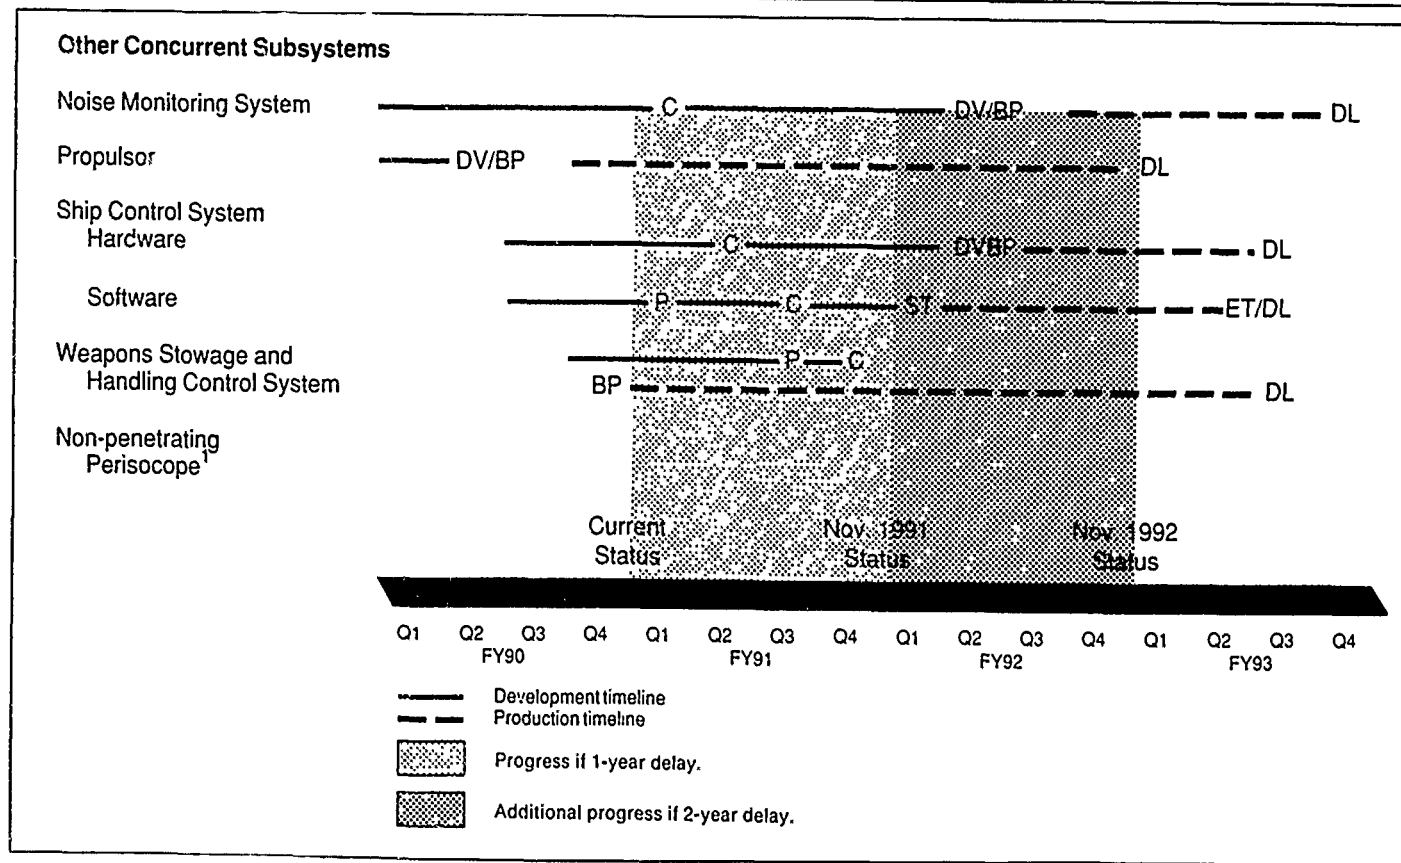 Other Concurrent Subsystems
Noise Monitoring System C DV/BP DL
Propulsor DV/BP DL
Ship Control System
Hardware C DVBP DL
Software P C ST ET/DL
Weapons Stowage and P C
Handling Control System BP DL
Non-penetrating
Perisocope1
Current Nov. 1991 Nov. 1992
Status Status Status
Q1 Q2 Q3 Q4 Q1 Q2 Q3 Q4 Q1 Q2 Q3 Q4 Q1 Q2 Q3 Q4
FY90 FY91 FY92 FY93
Development timeline
Production timeline
Progress if 1-year delay.
Additional progress if 2-year delay.